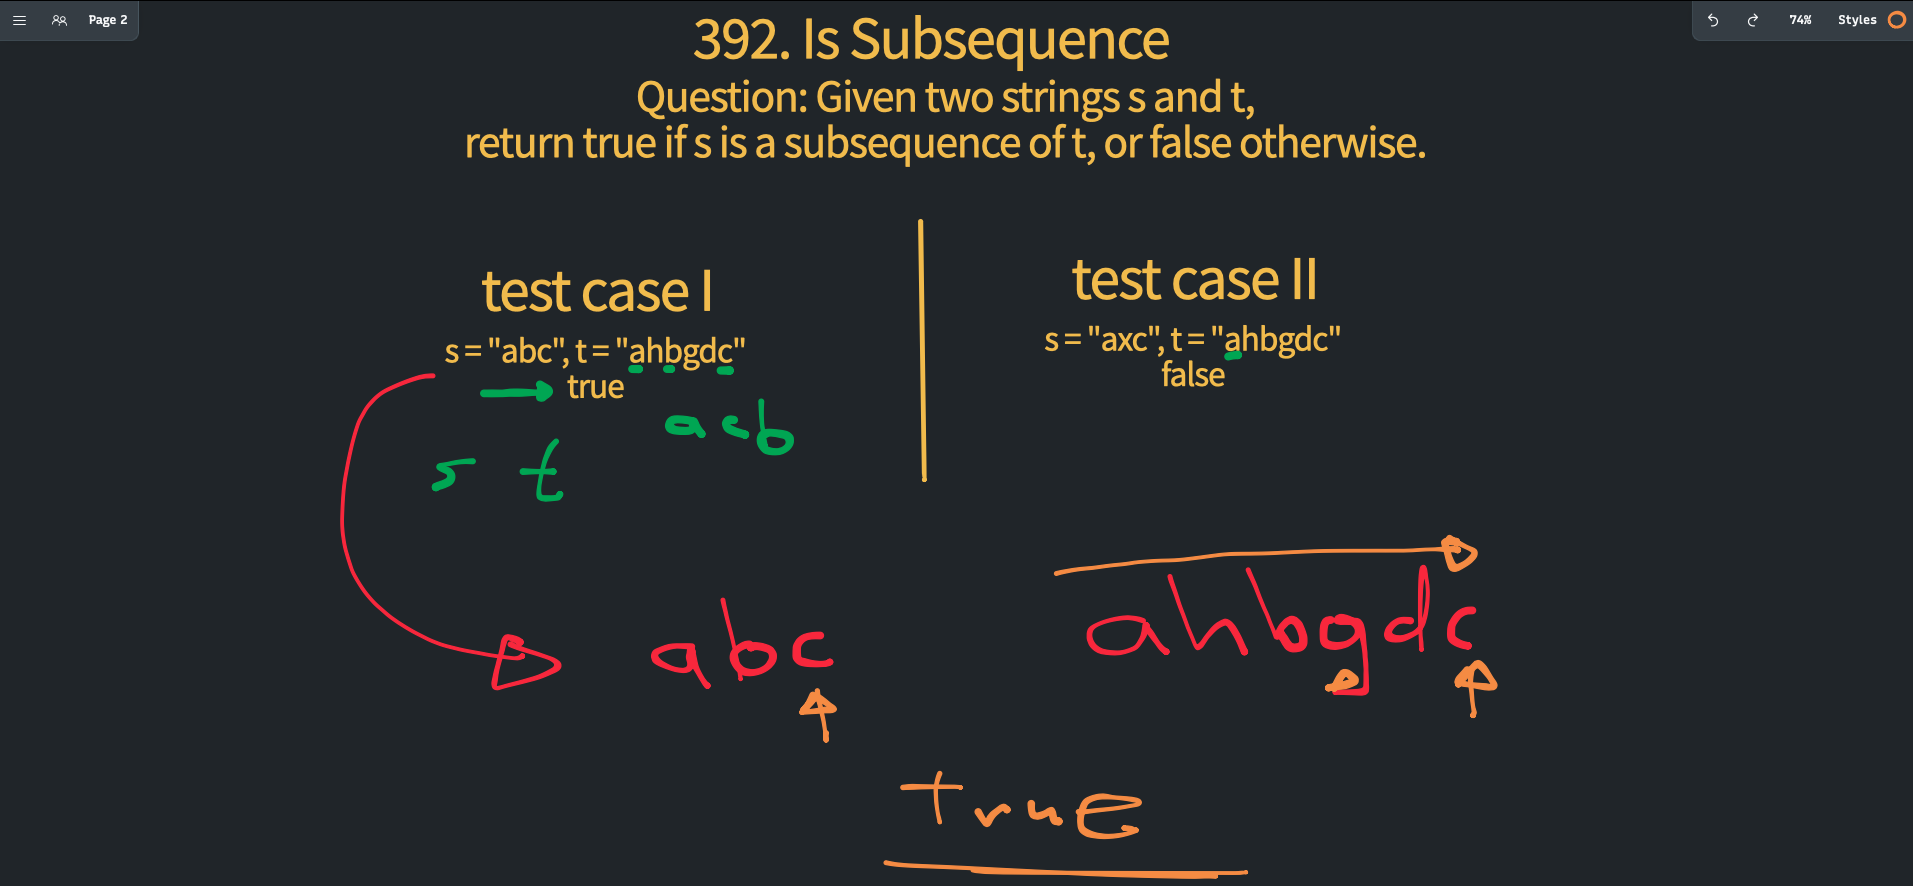 Page 2
74% Styles
392. Is Subsequence
Question: Given two strings s and t,
return true if s is a subsequence of t, or false otherwise.
test case I
s = "abc", t = "ahbgdc"
true
acb
s t
test case II
s = "axc", t = "ahbgdc"
false
abc
ahbgdc
TruE